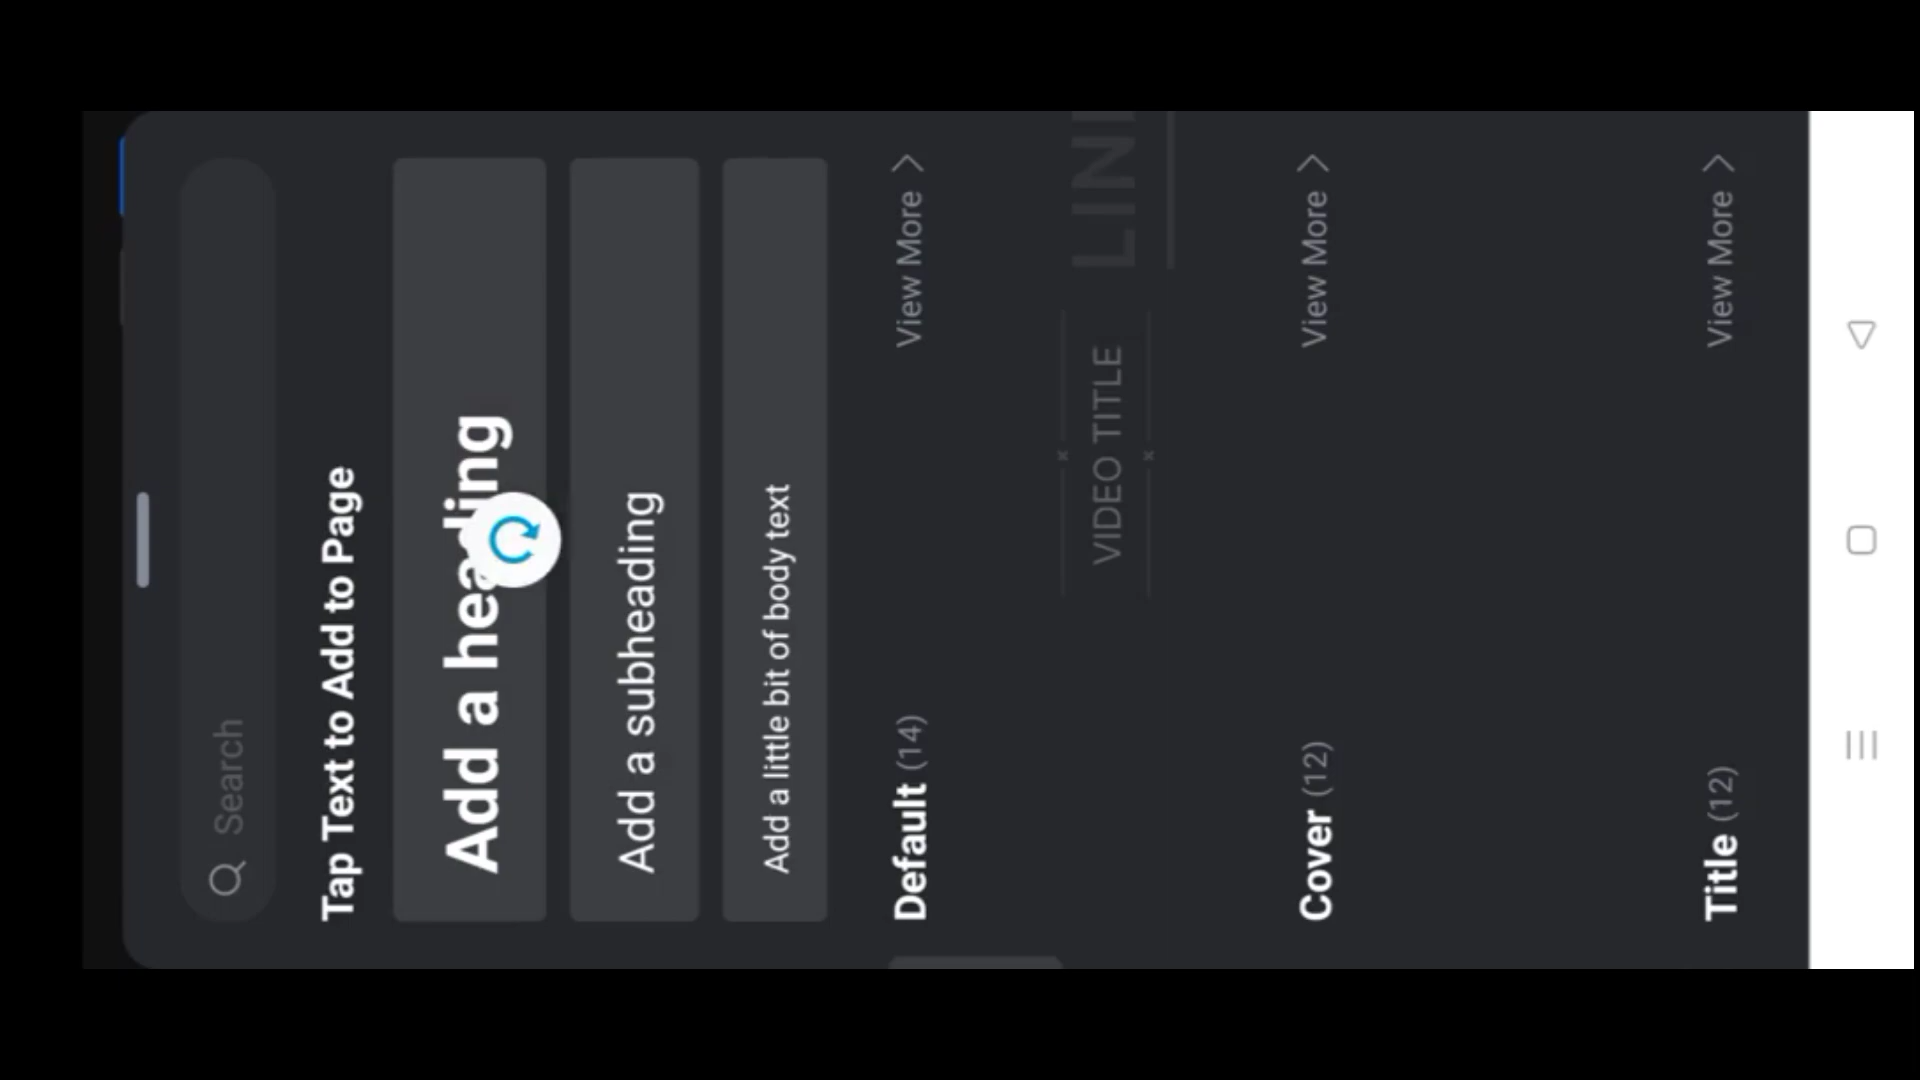 Search
Tap Text to Add to Page
Add a heading
Add a subheading
Add a little bit of body text
Default (14) View More
VIDEO TITLE
Cover (12) View More
Title (12) View More